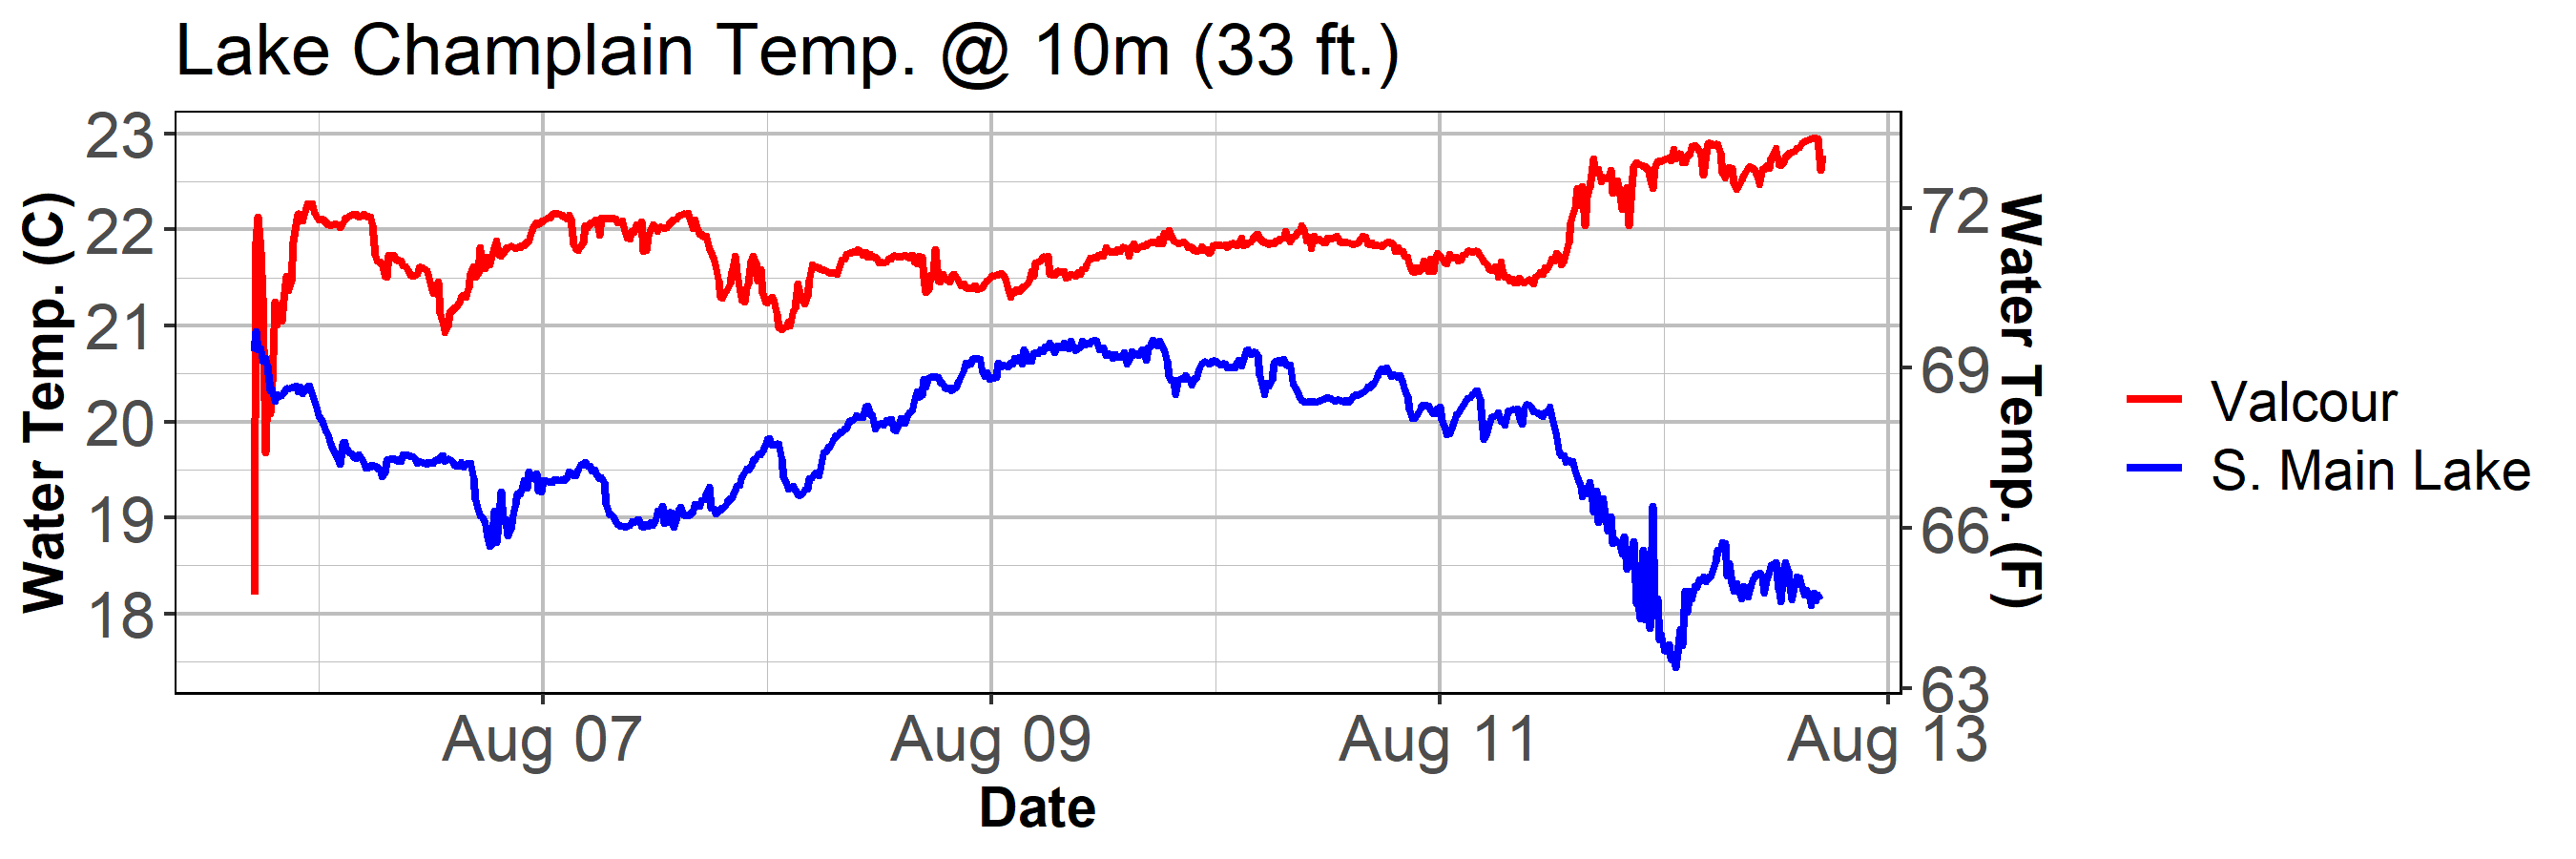 Lake Champlain Temp. @ 10m (33 ft.)
Water Temp. (C)
23
22
21
20
19
18
72
69
66
63
Water Temp. (F)
Aug 07
Aug 09
Aug 11
Aug 13
Date
Valcour
S. Main Lake